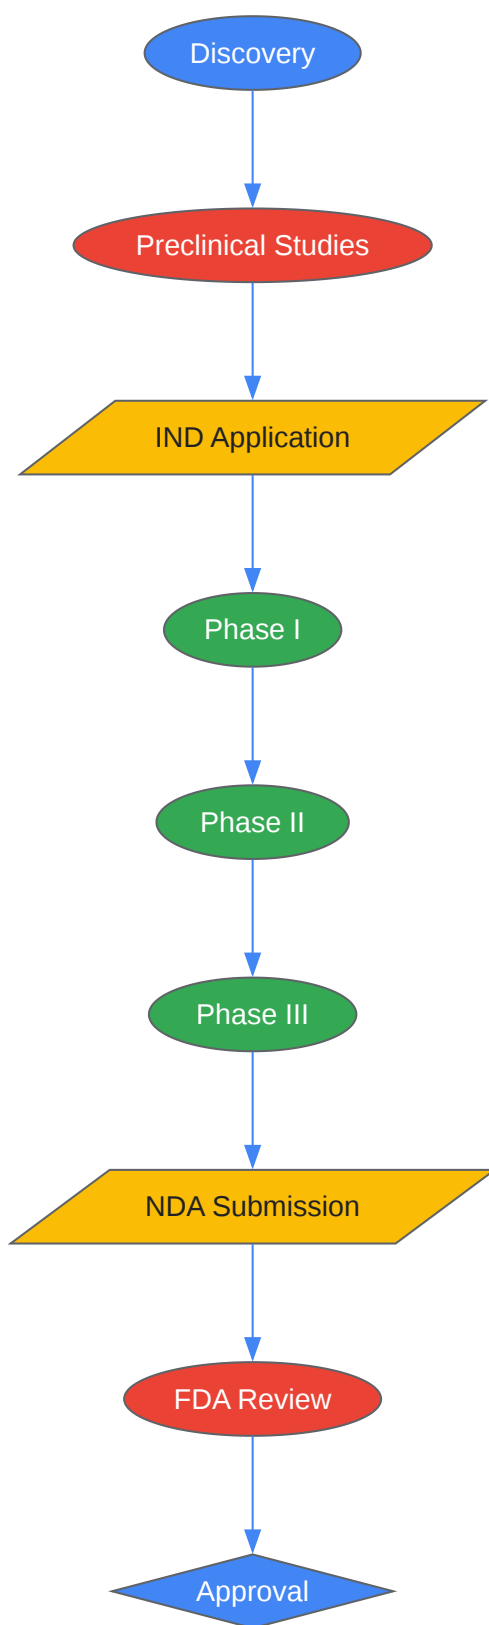 Discovery
Preclinical Studies
IND Application
Phase I
Phase II
Phase III
NDA Submission
FDA Review
Approval